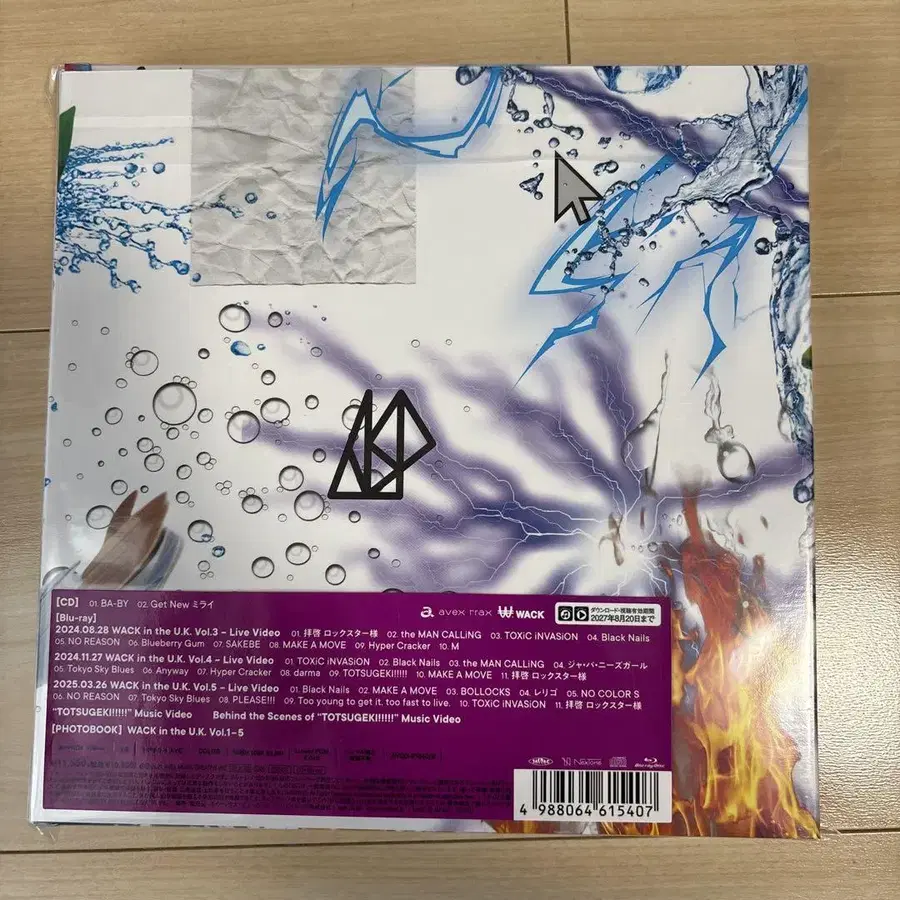 KP
【CD】 01. BA-BY 02. Get New ミライ
avex trax WACK
ダウンロード・視聴有効期間
2027年8月20日まで
【Blu-ray】
2024.08.28 WACK in the U.K. Vol.3 – Live Video 01. 拝啓 ロックスター様 02. the MAN CALLiNG 03. TOXiC iNVASiON 04. Black Nails
05. NO REASON 06. Blueberry Gum 07. SAKEBE 08. MAKE A MOVE 09. Hyper Cracker 10. M
2024.11.27 WACK in the U.K. Vol.4 – Live Video 01. TOXiC iNVASiON 02. Black Nails 03. the MAN CALLiNG 04. ジャパニーズガール
05. Tokyo Sky Blues 06. Anyway 07. Hyper Cracker 08. darma 09. TOTSUGEKI!!!!! 10. MAKE A MOVE 11. 拝啓 ロックスター様
2025.03.26 WACK in the U.K. Vol.5 – Live Video 01. Black Nails 02. MAKE A MOVE 03. BOLLOCKS 04. レリゴ 05. NO COLOR S
06. NO REASON 07. Tokyo Sky Blues 08. PLEASE!!! 09. Too young to get it, too fast to live. 10. TOXiC iNVASiON 11. 拝啓 ロックスター様
“TOTSUGEKI!!!!!” Music Video Behind the Scenes of “TOTSUGEKI!!!!!” Music Video
【PHOTOBOOK】 WACK in the U.K. Vol.1–5
NexTone
Blu-ray Disc
4 988064 615407